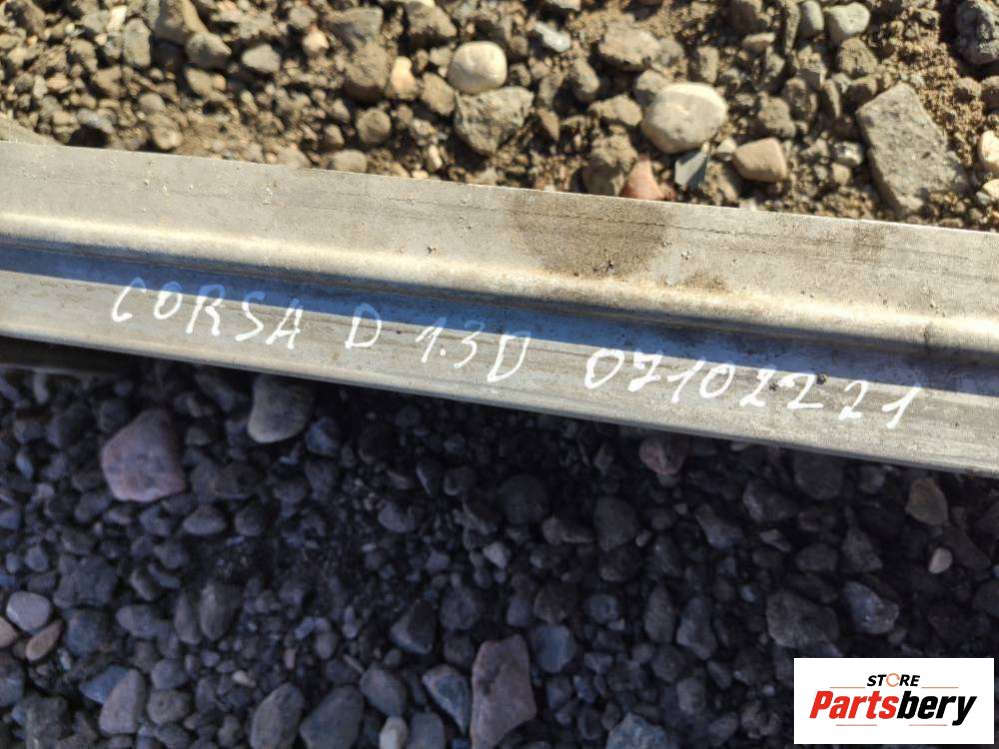 CORSA D 1.3D 07102221
STORE
Partsbery